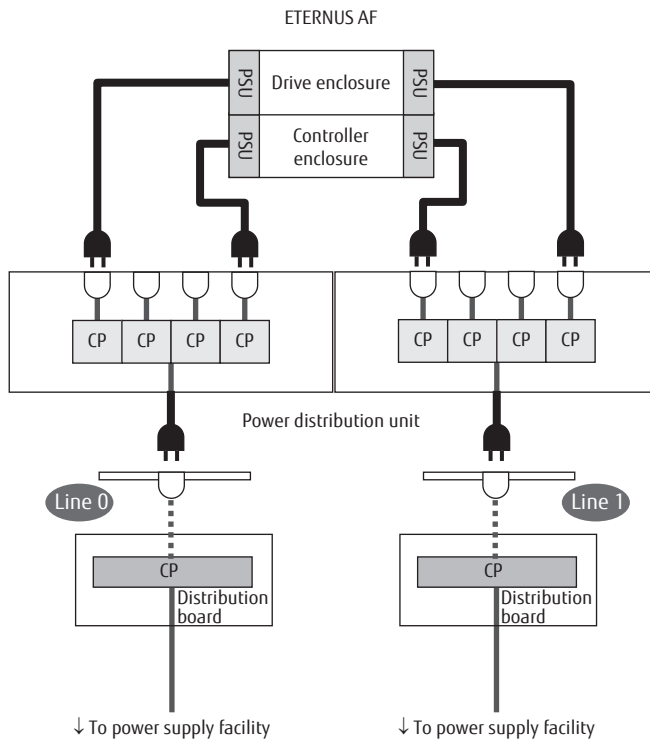 ETERNUS AF
PSU Drive enclosure PSU
PSU Controller enclosure PSU
CP CP CP CP
CP CP CP CP
Power distribution unit
Line 0
Line 1
CP
Distribution
board
CP
Distribution
board
↓ To power supply facility
↓ To power supply facility